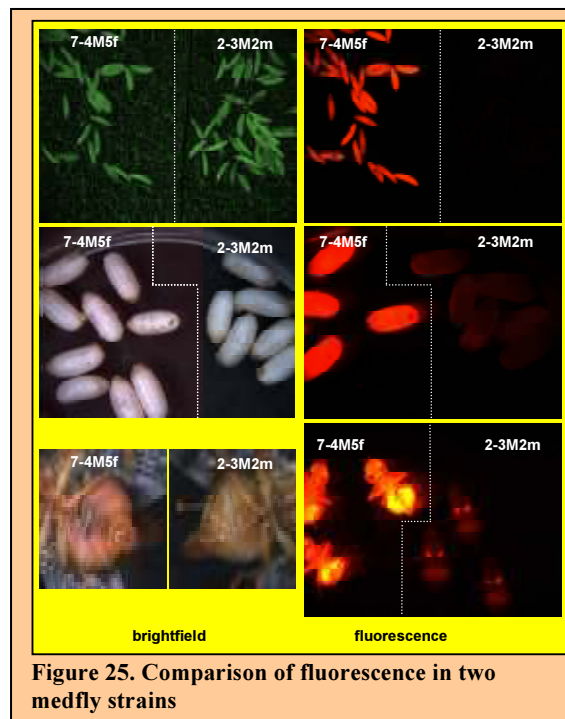 7-4M5f 2-3M2m 7-4M5f 2-3M2m
7-4M5f 2-3M2m 7-4M5f 2-3M2m
7-4M5f 2-3M2m 7-4M5f 2-3M2m
brightfield fluorescence
Figure 25. Comparison of fluorescence in two
medfly strains